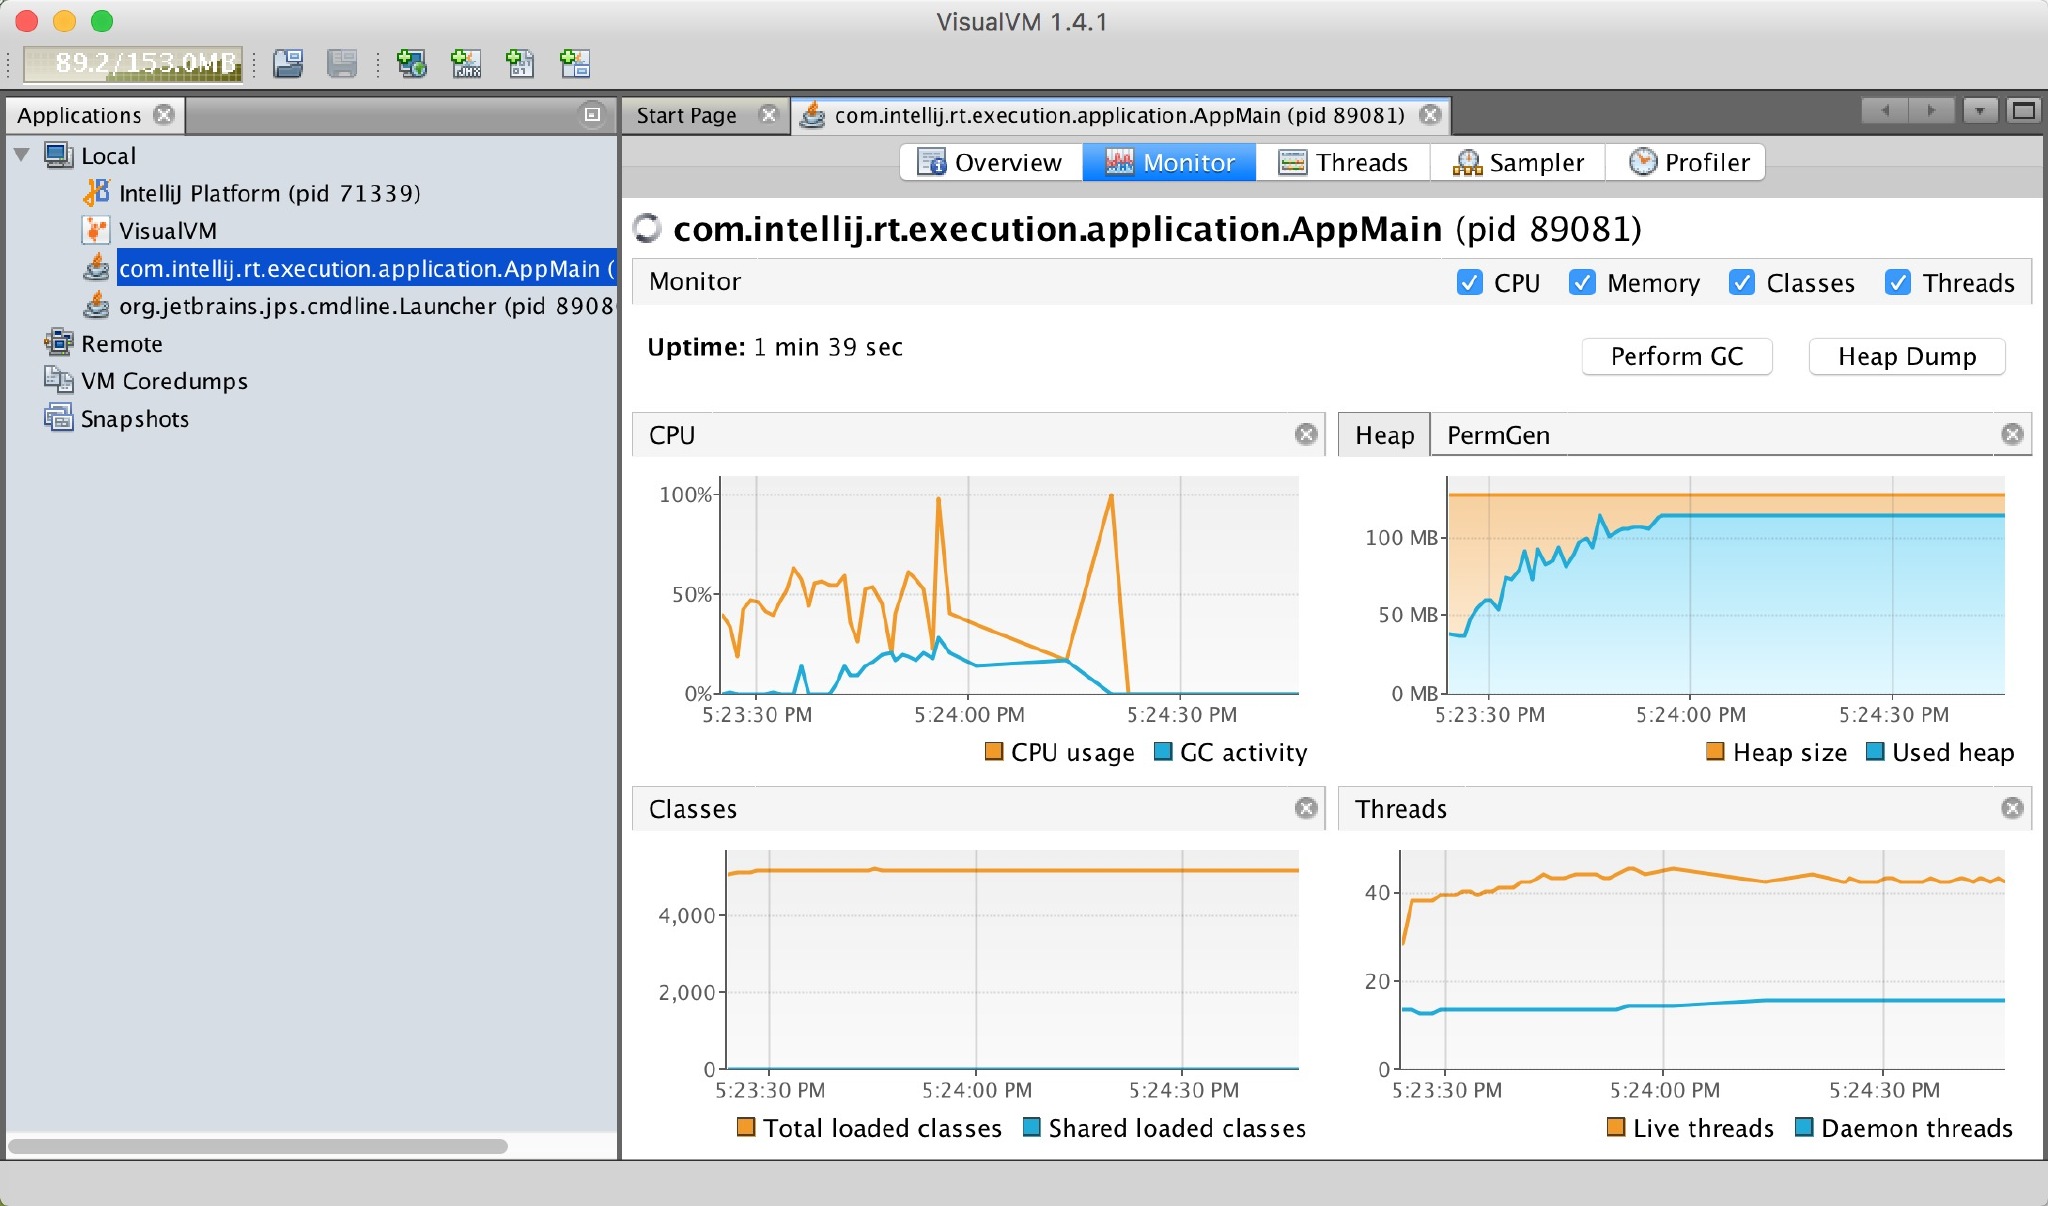 VisualVM 1.4.1
89.2/153.0MB
Applications
Start Page
com.intellij.rt.execution.application.AppMain (pid 89081)
Local
IntelliJ Platform (pid 71339)
VisualVM
com.intellij.rt.execution.application.AppMain (
org.jetbrains.jps.cmdline.Launcher (pid 8908
Remote
VM Coredumps
Snapshots
Overview
Monitor
Threads
Sampler
Profiler
com.intellij.rt.execution.application.AppMain (pid 89081)
Monitor
CPU
Memory
Classes
Threads
Uptime: 1 min 39 sec
Perform GC
Heap Dump
CPU
100%
50%
0%
5:23:30 PM
5:24:00 PM
5:24:30 PM
CPU usage
GC activity
Heap
PermGen
100 MB
50 MB
0 MB
5:23:30 PM
5:24:00 PM
5:24:30 PM
Heap size
Used heap
Classes
4,000
2,000
0
5:23:30 PM
5:24:00 PM
5:24:30 PM
Total loaded classes
Shared loaded classes
Threads
40
20
0
5:23:30 PM
5:24:00 PM
5:24:30 PM
Live threads
Daemon threads